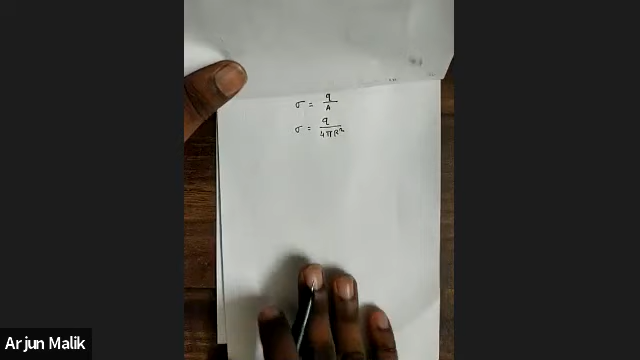 σ = q/A
σ = q/4πR²
Arjun Malik